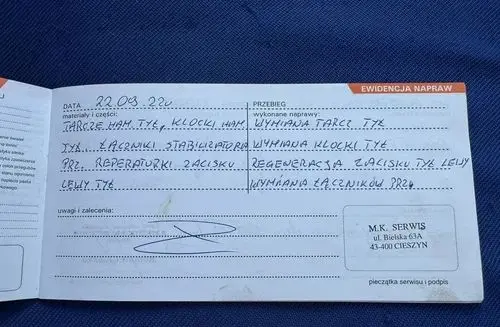 EWIDENCJA NAPRAW
DATA 22.09.22r PRZEBIEG
materiały i części: wykonane naprawy:
TARCZE HAM. TYŁ, KLOCKI HAM WYMIANA TARCZ TYŁ
TYŁ. ŁĄCZNIKI STABILIZATORA WYMIANA KLOCKI TYŁ
PRZ. REPERATURKI ZACISKU REGENERACJA ZACISKU TYŁ LEWY
LEWY TYŁ WYMIANA ŁĄCZNIKÓW PRZ.
uwagi i zalecenia:
M.K. SERWIS
ul. Bielska 63A
43-400 CIESZYN
pieczątka serwisu i podpis